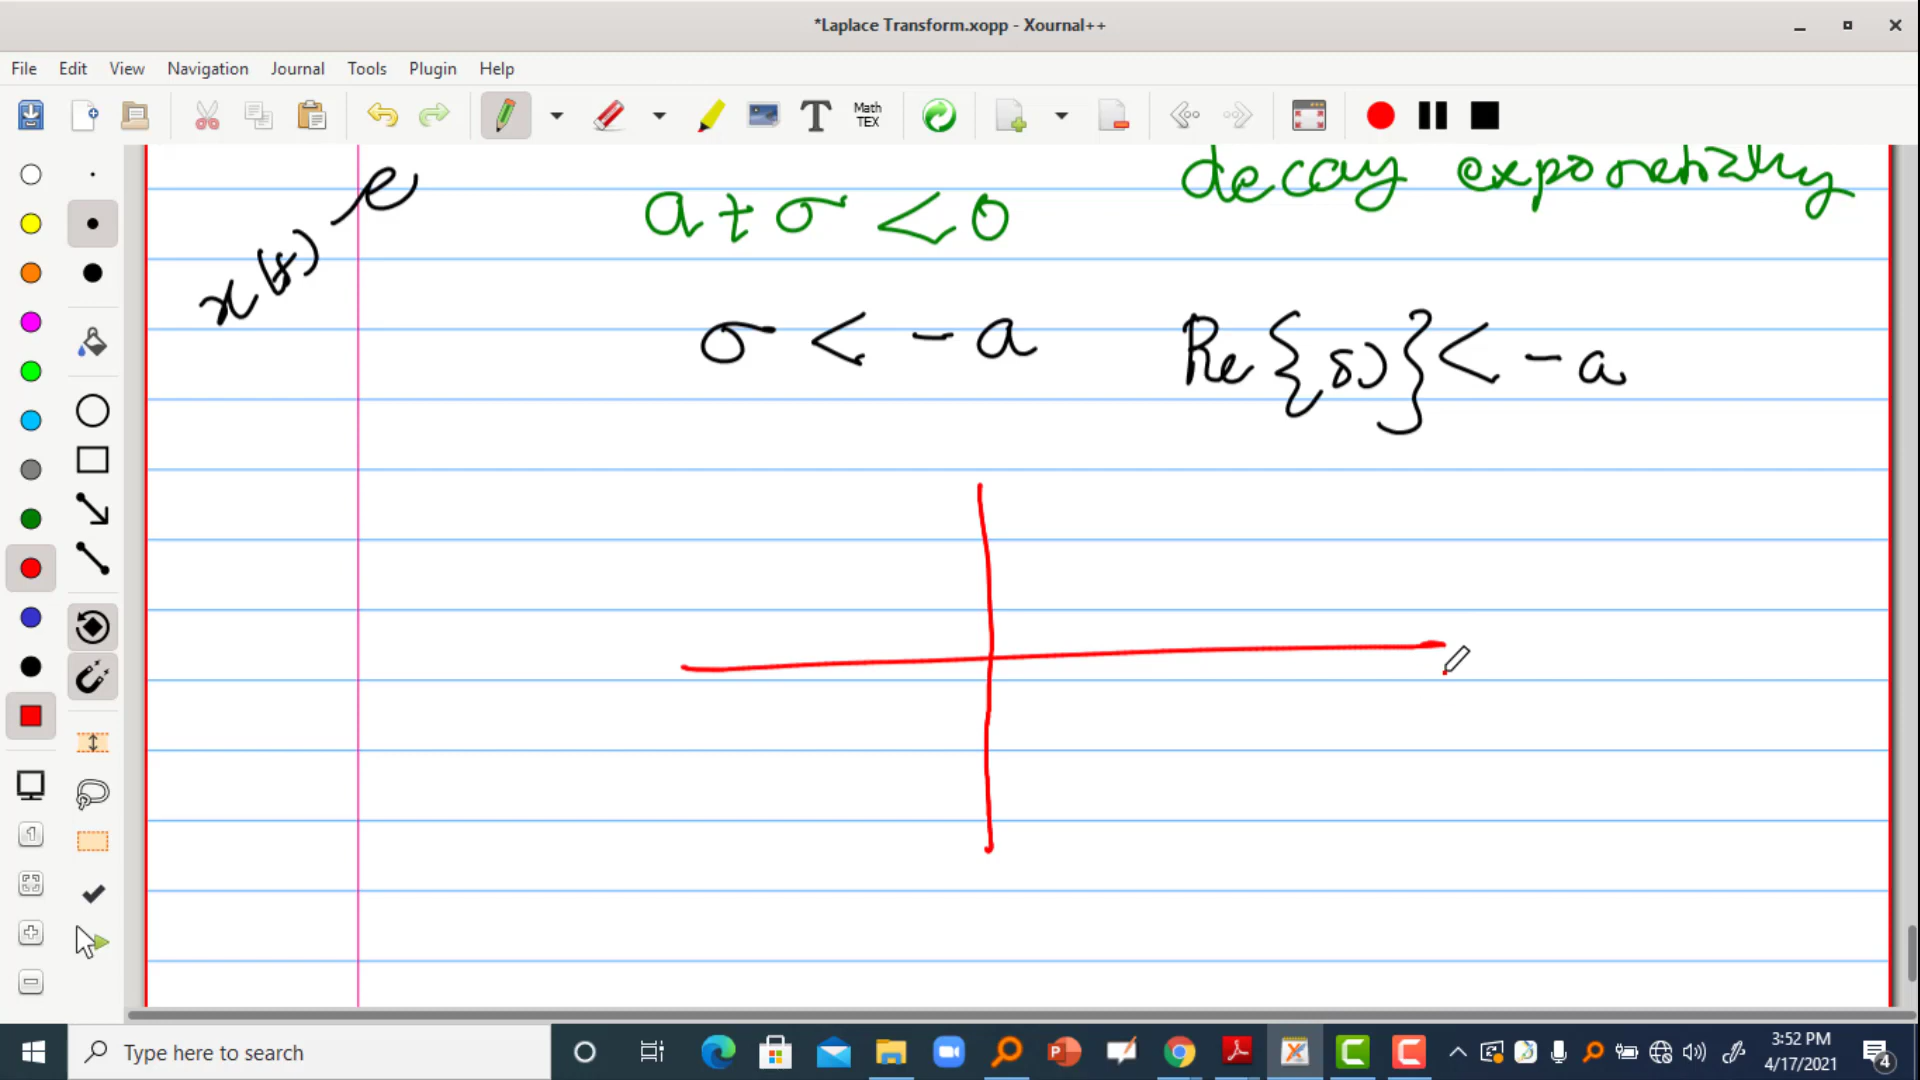 *Laplace Transform.xopp - Xournal++
File Edit View Navigation Journal Tools Plugin Help
Math
TEX
decay exponentially
e
a + σ < 0
x(s)
σ < - a Re{s)} < - a
Type here to search
3:52 PM
4/17/2021
4